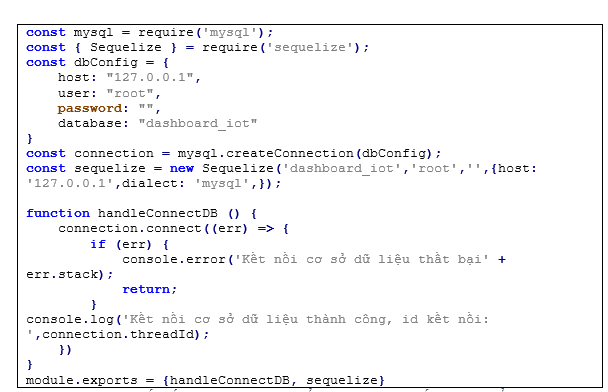 const mysql = require('mysql');
const { Sequelize } = require('sequelize');
const dbConfig = {
    host: "127.0.0.1",
    user: "root",
    password: "",
    database: "dashboard_iot"
}
const connection = mysql.createConnection(dbConfig);
const sequelize = new Sequelize('dashboard_iot','root','',{host:
'127.0.0.1',dialect: 'mysql',});
function handleConnectDB () {
    connection.connect((err) => {
        if (err) {
            console.error('Kết nồi cơ sở dữ liệu thất bại' +
err.stack);
            return;
        }
console.log('Kết nồi cơ sở dữ liệu thành công, id kết nồi:
',connection.threadId);
    })
}
module.exports = {handleConnectDB, sequelize}